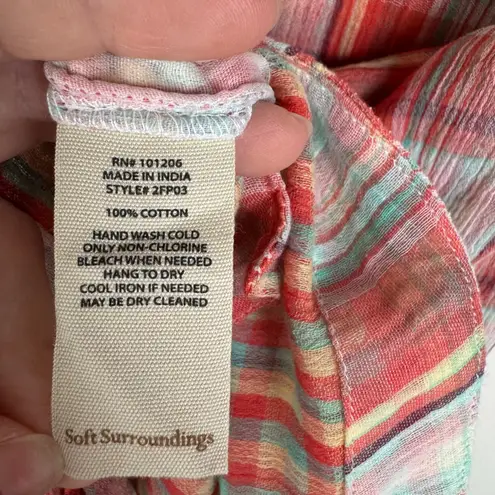 RN# 101206
MADE IN INDIA
STYLE# 2FP03
100% COTTON
HAND WASH COLD
ONLY NON-CHLORINE
BLEACH WHEN NEEDED
HANG TO DRY
COOL IRON IF NEEDED
MAY BE DRY CLEANED
Soft Surroundings